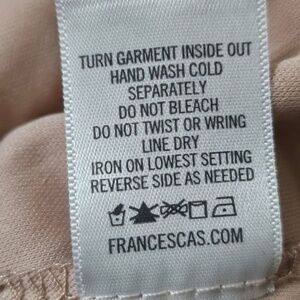 TURN GARMENT INSIDE OUT
HAND WASH COLD
SEPARATELY
DO NOT BLEACH
DO NOT TWIST OR WRING
LINE DRY
IRON ON LOWEST SETTING
REVERSE SIDE AS NEEDED
FRANCESCAS.COM